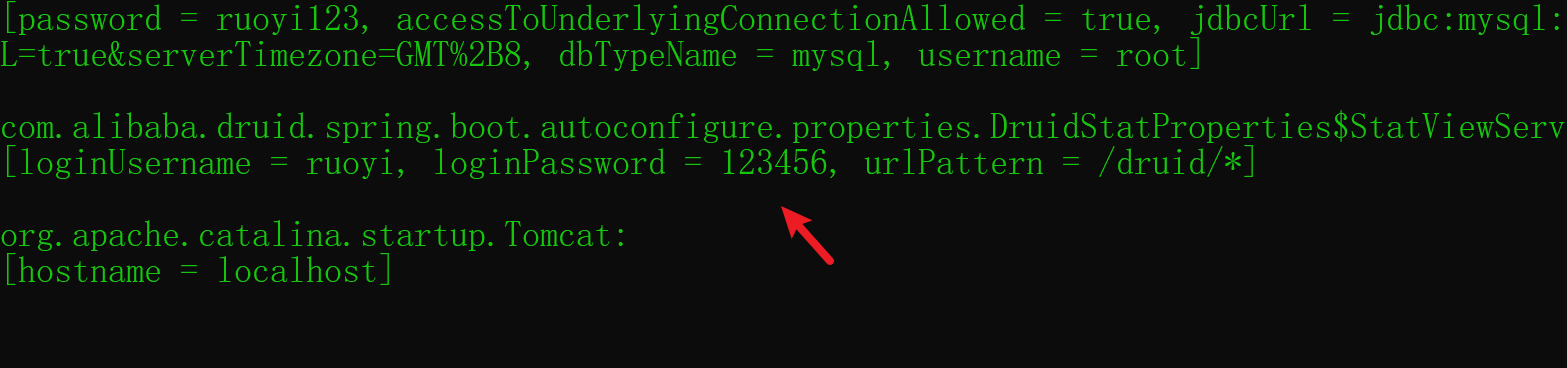 [password = ruoyi123, accessToUnderlyingConnectionAllowed = true, jdbcUrl = jdbc:mysql:
L=true&serverTimezone=GMT%2B8, dbTypeName = mysql, username = root]
com.alibaba.druid.spring.boot.autoconfigure.properties.DruidStatProperties$StatViewServ
[loginUsername = ruoyi, loginPassword = 123456, urlPattern = /druid/*]
org.apache.catalina.startup.Tomcat:
[hostname = localhost]